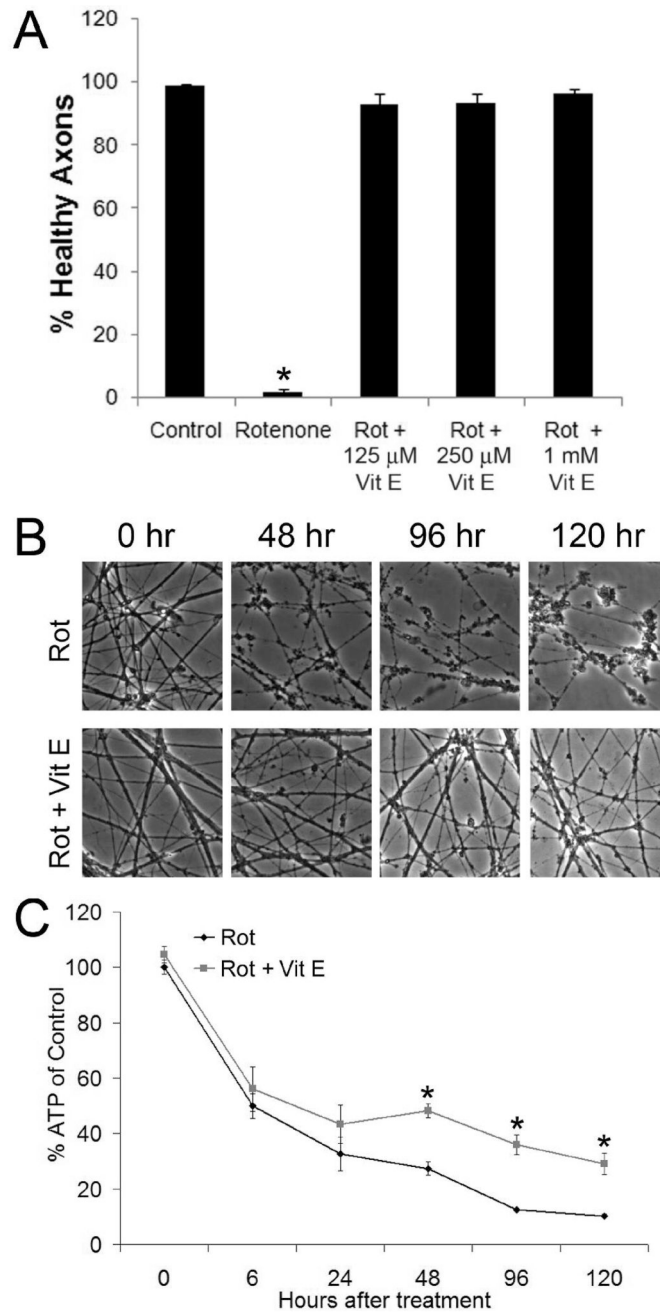 A
120
100
80
60
40
20
0
% Healthy Axons
*
Control Rotenone Rot + Rot + Rot +
125 μM 250 μM 1 mM
Vit E Vit E Vit E
B
0 hr 48 hr 96 hr 120 hr
Rot
Rot + Vit E
C
120
100
80
60
40
20
0
% ATP of Control
Rot
Rot + Vit E
* * *
0 6 24 48 96 120
Hours after treatment